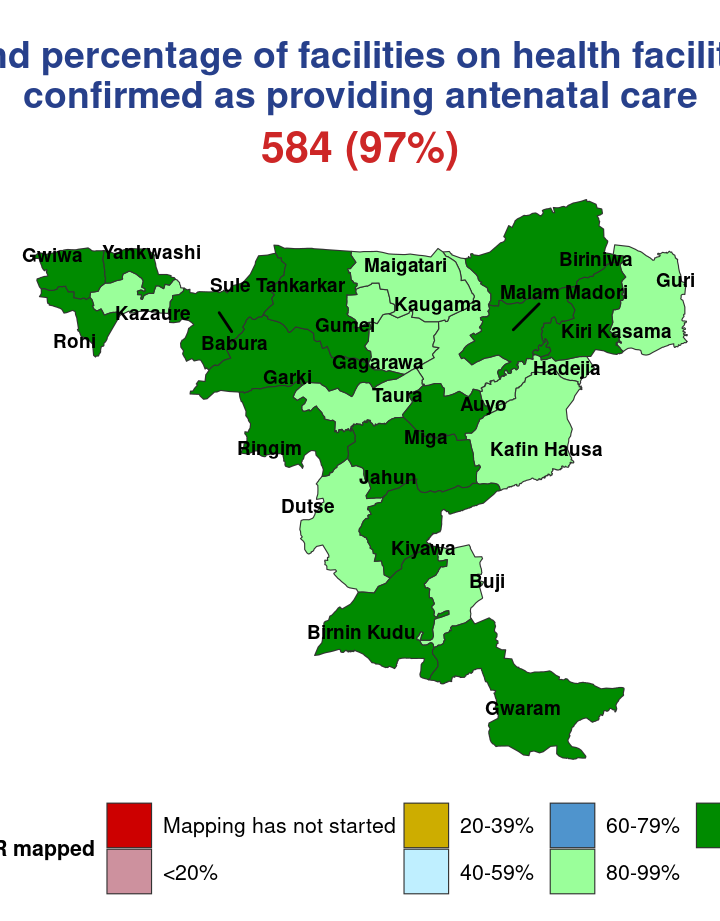 nd percentage of facilities on health facilit
confirmed as providing antenatal care
584 (97%)
Gwiwa
Yankwashi
Sule Tankarkar
Maigatari
Biriniwa
Guri
Kazaure
Kaugama
Malam Madori
Roni
Babura
Gumel
Kiri Kasama
Garki
Gagarawa
Hadejia
Taura
Auyo
Ringim
Miga
Kafin Hausa
Jahun
Dutse
Kiyawa
Buji
Birnin Kudu
Gwaram
R mapped
Mapping has not started
20-39%
60-79%
<20%
40-59%
80-99%